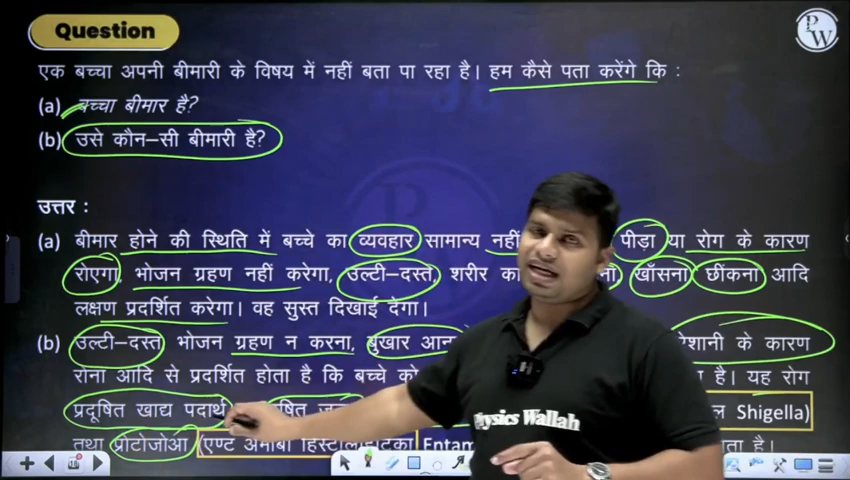 Question
PW
एक बच्चा अपनी बीमारी के विषय में नहीं बता पा रहा है। हम कैसे पता करेंगे कि :
(a) बच्चा बीमार है?
(b) उसे कौन–सी बीमारी है?
उत्तर :
(a) बीमार होने की स्थिति में बच्चे का व्यवहार सामान्य नहीं पीड़ा या रोग के कारण
रोएगा, भोजन ग्रहण नहीं करेगा, उल्टी–दस्त, शरीर का खाँसना छींकना आदि
लक्षण प्रदर्शित करेगा। वह सुस्त दिखाई देगा।
(b) उल्टी–दस्त भोजन ग्रहण न करना, बुखार के कारण
रोना आदि से प्रदर्शित होता है कि बच्चे को है। यह रोग
प्रदूषित खाद्य पदार्थ Shigella)
तथा प्रोटोजोआ एण्ट अमीबा है।
Physics Wallah